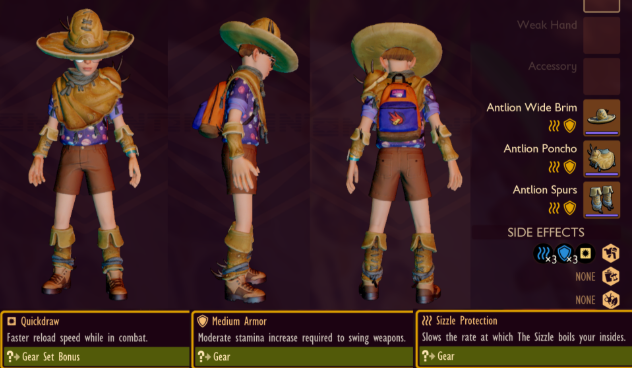 Weak Hand
Accessory
Antlion Wide Brim
Antlion Poncho
Antlion Spurs
SIDE EFFECTS
×3 ×3
NONE
NONE
Quickdraw
Faster reload speed while in combat.
?+ Gear Set Bonus
Medium Armor
Moderate stamina increase required to swing weapons.
?+ Gear
Sizzle Protection
Slows the rate at which The Sizzle boils your insides.
?+ Gear